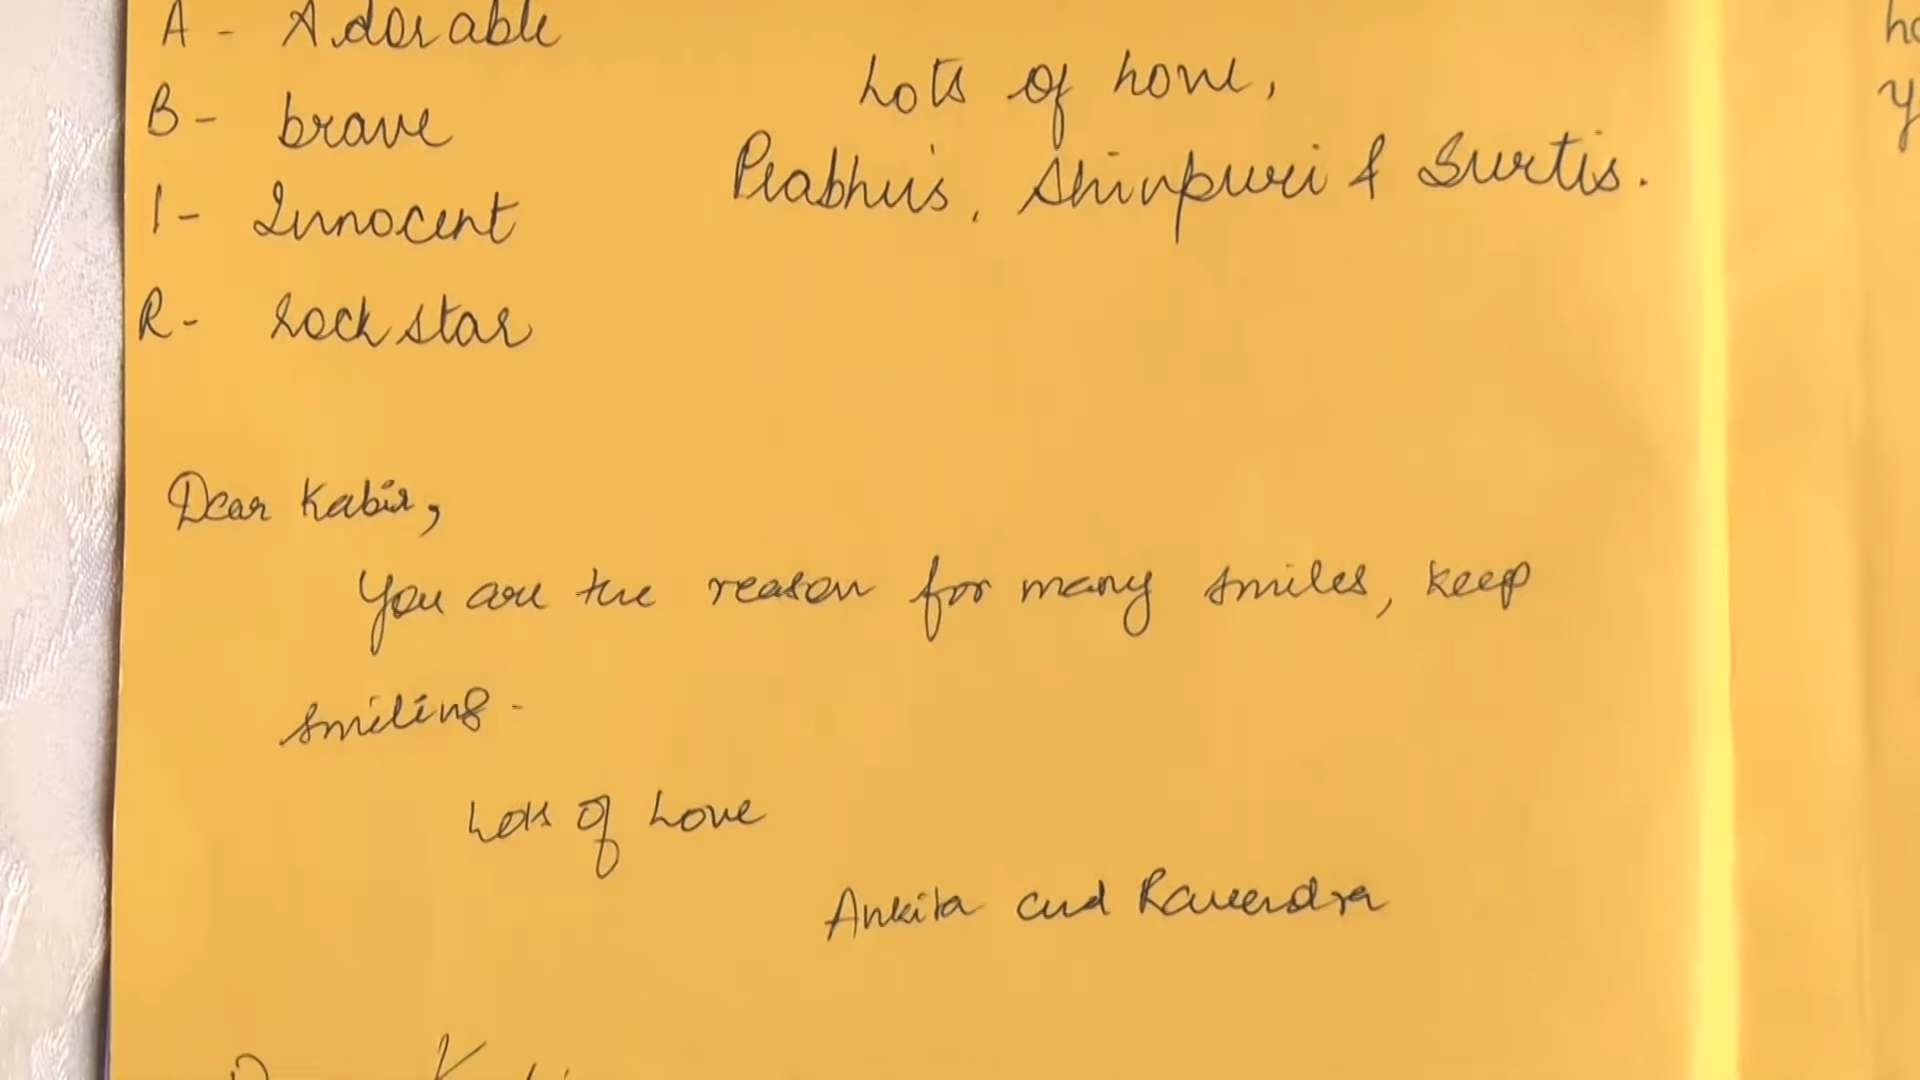 A - Adorable
B - brave
I - Innocent
R - Rockstar
Lots of Love,
Prabhu's, Shivpuri & Surtis.
Dear Kabir,
You are the reason for many smiles, keep
smiling.
Lots of Love
Ankita and Raveendra